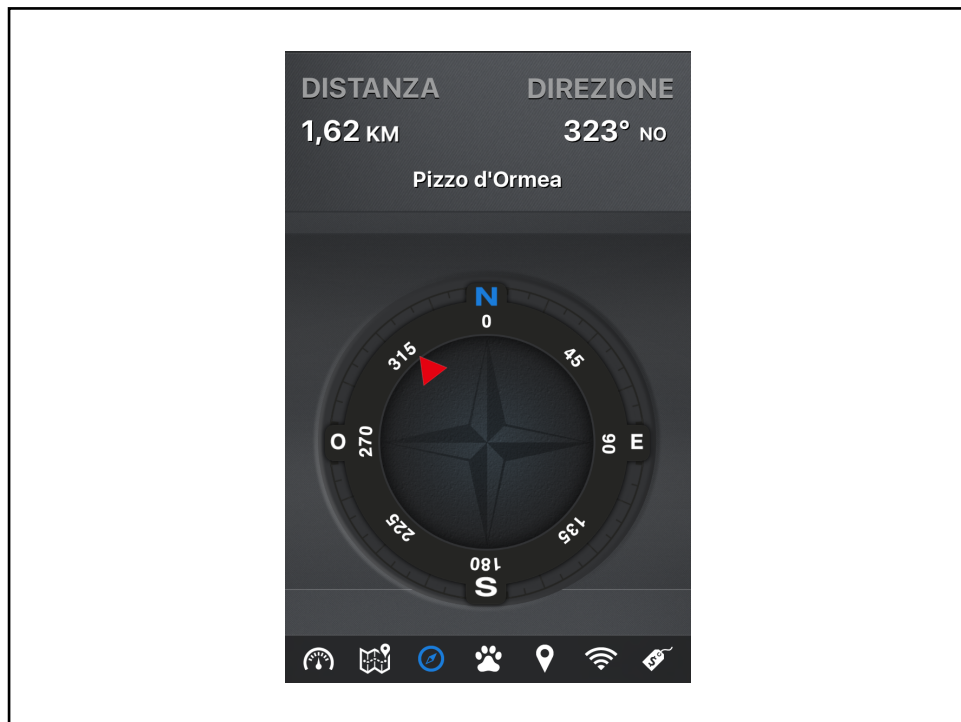 DISTANZA DIREZIONE
1,62 KM 323° NO
Pizzo d'Ormea
N
0
315 45
O 270 90 E
225 135
180
S
$